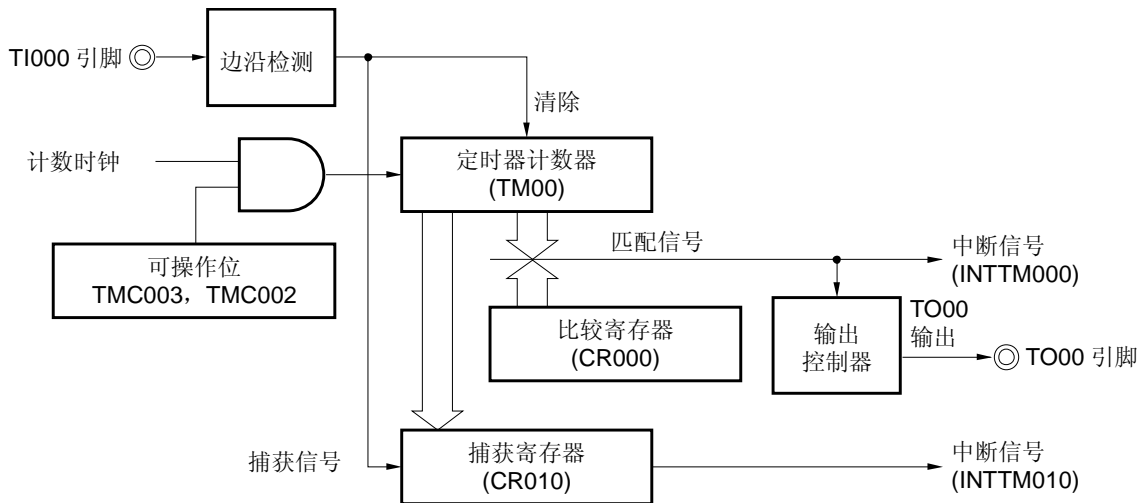 TI000 引脚
边沿检测
清除
计数时钟
定时器计数器
(TM00)
可操作位
TMC003，TMC002
匹配信号
中断信号
(INTTM000)
比较寄存器
(CR000)
输出
控制器
TO00
输出
TO00 引脚
捕获信号
捕获寄存器
(CR010)
中断信号
(INTTM010)